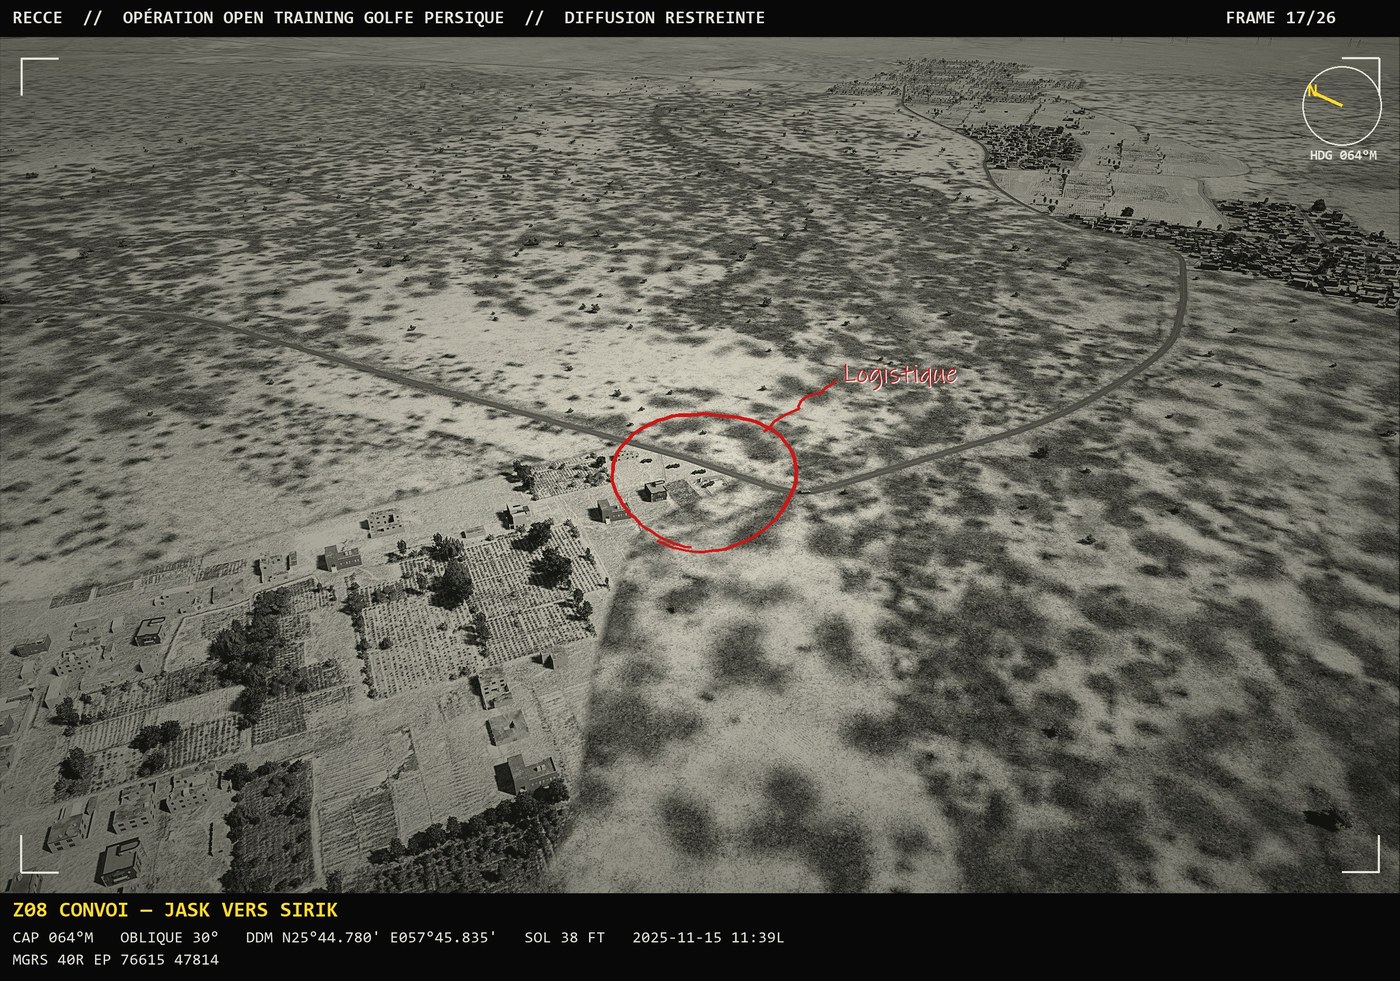 RECCE // OPÉRATION OPEN TRAINING GOLFE PERSIQUE // DIFFUSION RESTREINTE FRAME 17/26
N
HDG 064°M
Logistique
Z08 CONVOI — JASK VERS SIRIK
CAP 064°M OBLIQUE 30° DDM N25°44.780' E057°45.835' SOL 38 FT 2025-11-15 11:39L
MGRS 40R EP 76615 47814